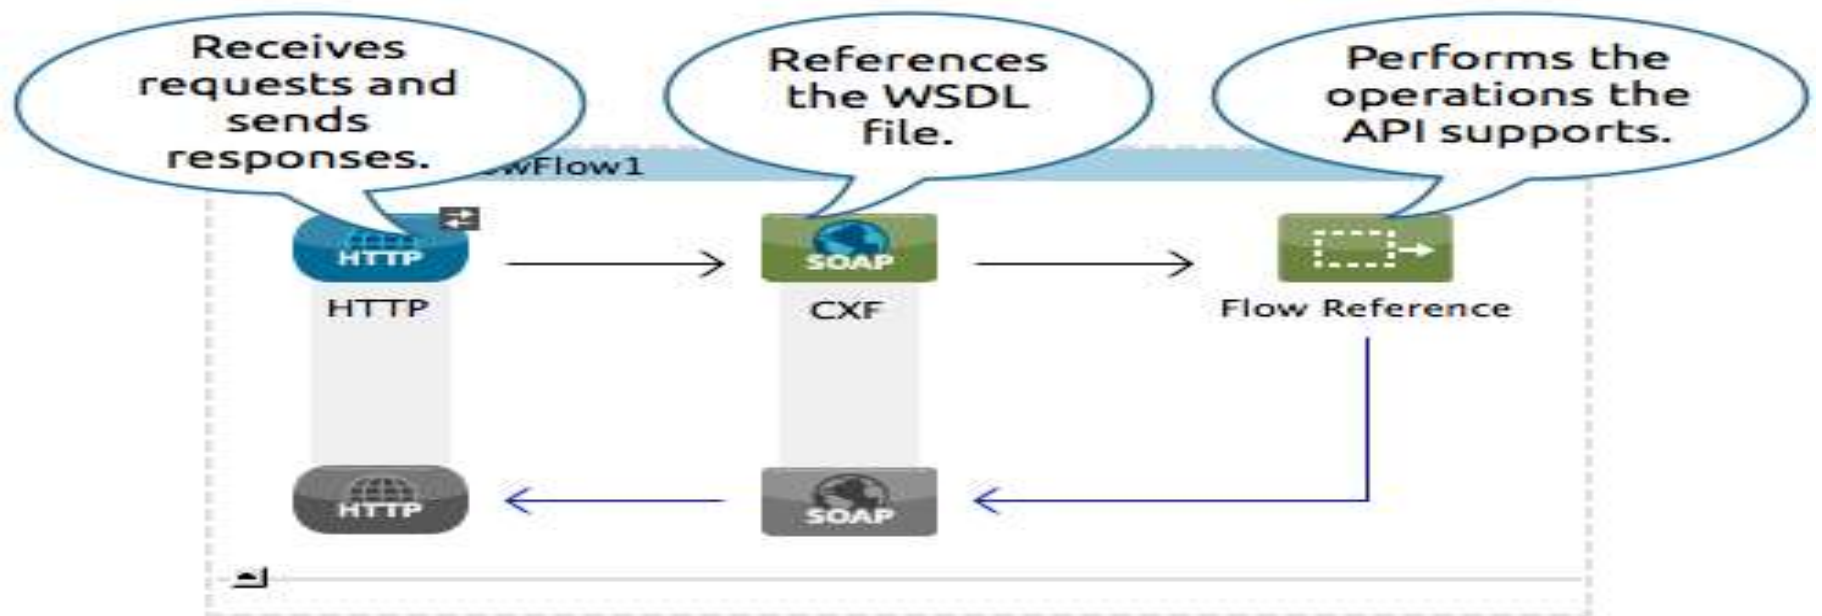 Receives
requests and
sends
responses.
References
the WSDL
file.
Performs the
operations the
API supports.
wFlow1
HTTP
SOAP
HTTP
CXF
Flow Reference
HTTP
SOAP